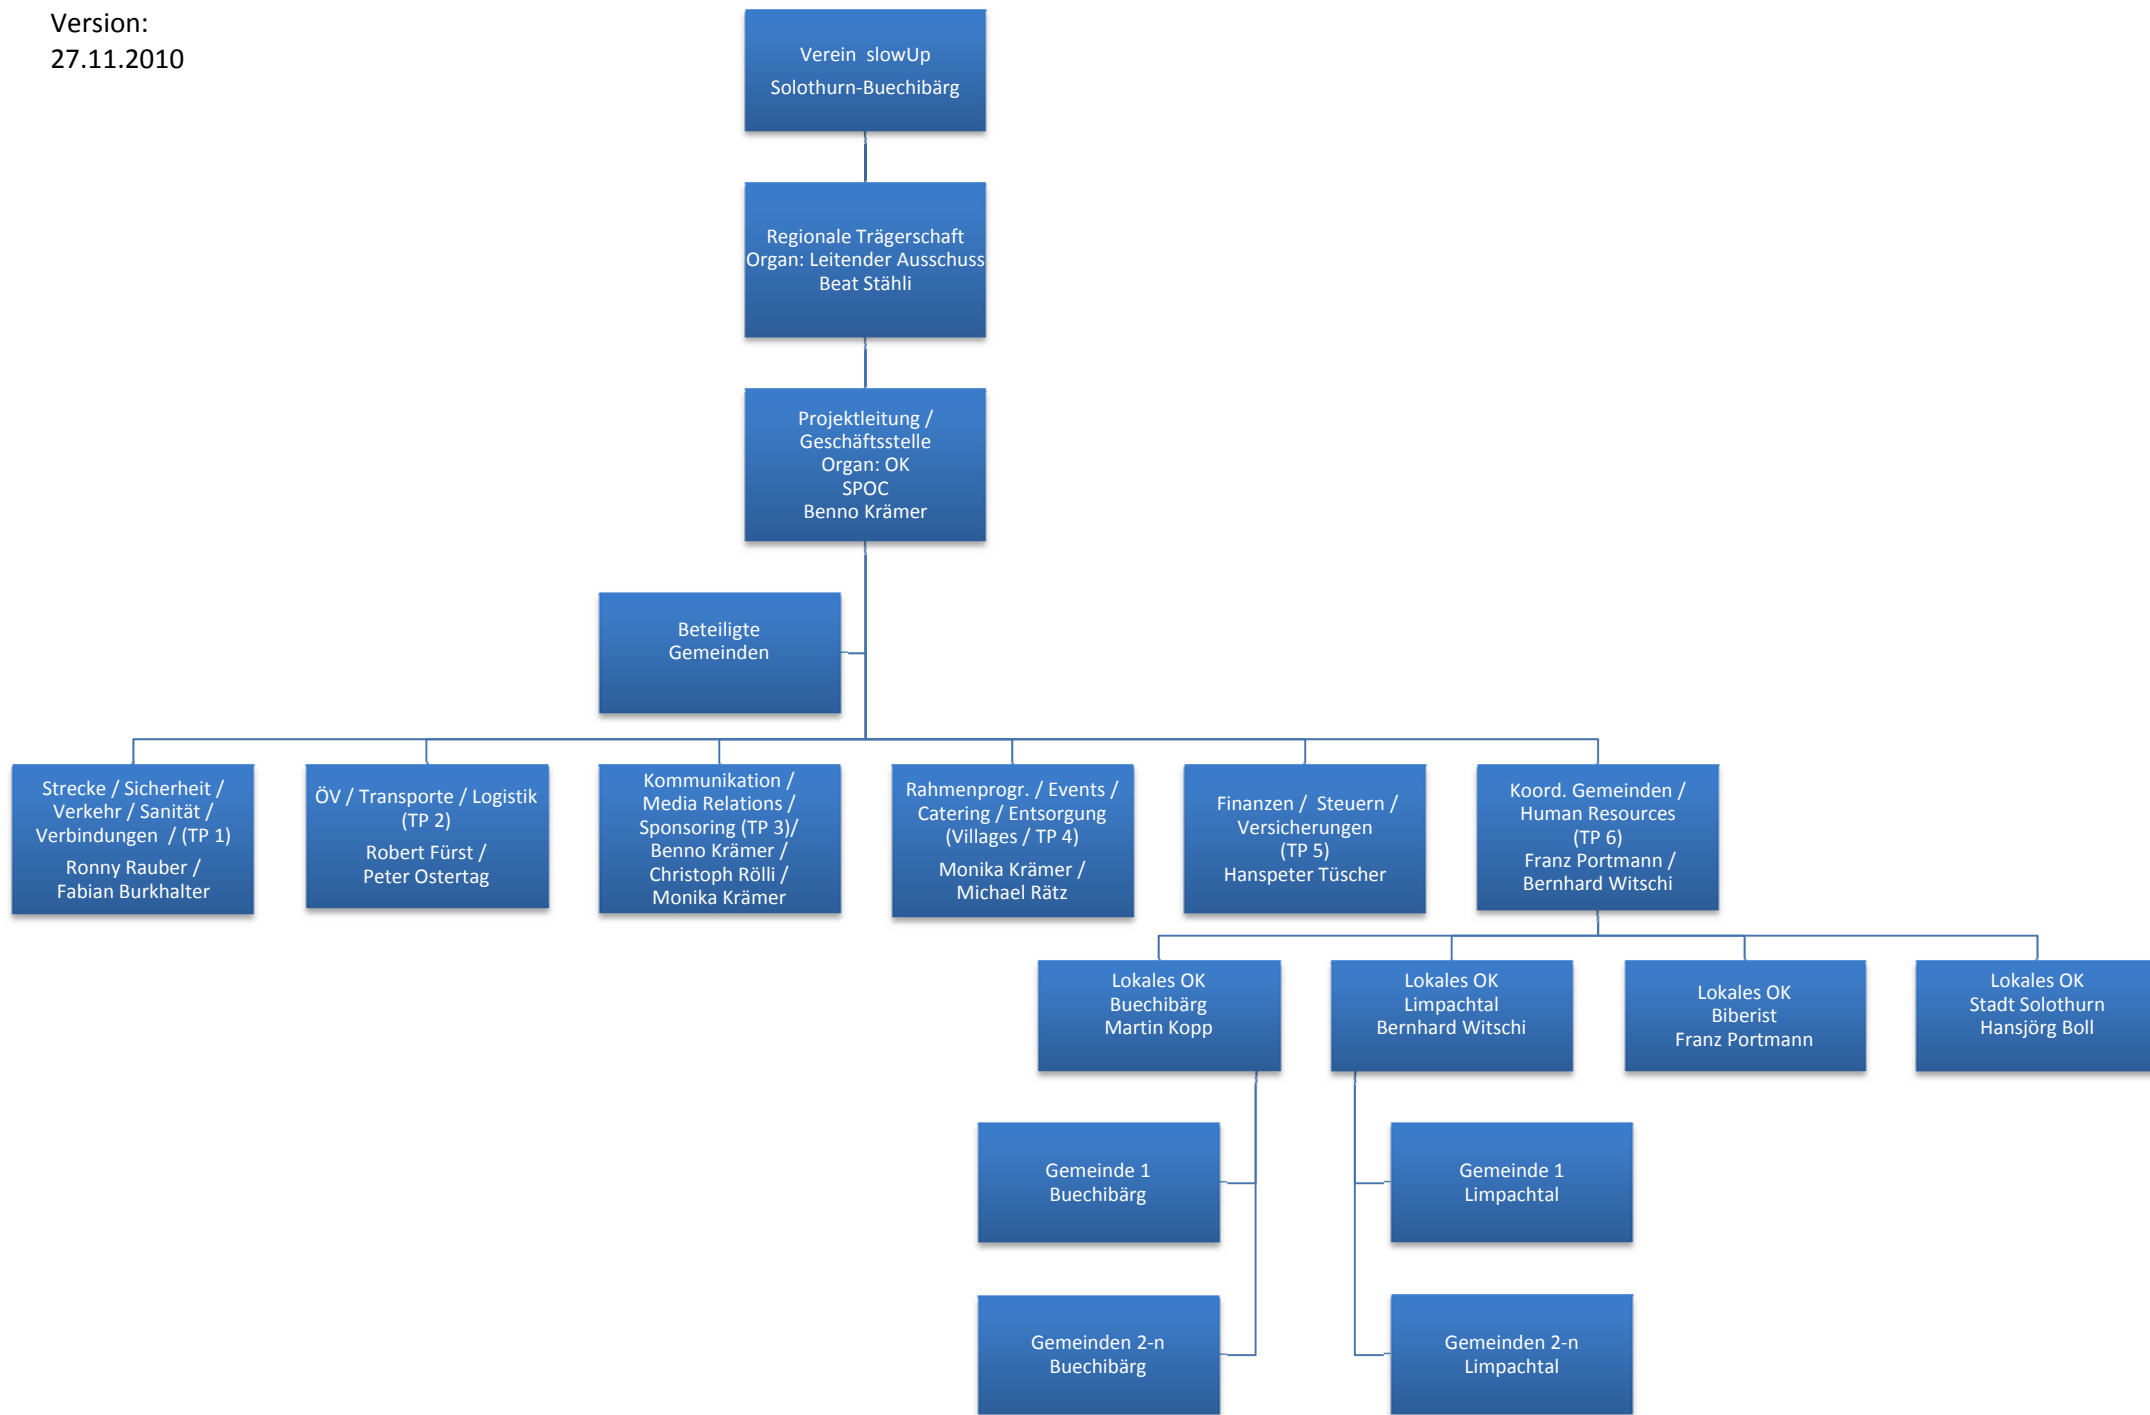 Version:
27.11.2010
Verein slowUp
Solothurn-Buechibärg
Regionale Trägerschaft
Organ: Leitender Ausschuss
Beat Stähli
Projektleitung /
Geschäftsstelle
Organ: OK
SPOC
Benno Krämer
Beteiligte
Gemeinden
Strecke / Sicherheit /
Verkehr / Sanität /
Verbindungen / (TP 1)
Ronny Rauber /
Fabian Burkhalter
ÖV / Transporte / Logistik
(TP 2)
Robert Fürst /
Peter Ostertag
Kommunikation /
Media Relations /
Sponsoring (TP 3)/
Benno Krämer /
Christoph Rölli /
Monika Krämer
Rahmenprogr. / Events /
Catering / Entsorgung
(Villages / TP 4)
Monika Krämer /
Michael Rätz
Finanzen / Steuern /
Versicherungen
(TP 5)
Hanspeter Tüscher
Koord. Gemeinden /
Human Resources
(TP 6)
Franz Portmann /
Bernhard Witschi
Lokales OK
Buechibärg
Martin Kopp
Lokales OK
Limpachtal
Bernhard Witschi
Lokales OK
Biberist
Franz Portmann
Lokales OK
Stadt Solothurn
Hansjörg Boll
Gemeinde 1
Buechibärg
Gemeinde 1
Limpachtal
Gemeinden 2-n
Buechibärg
Gemeinden 2-n
Limpachtal